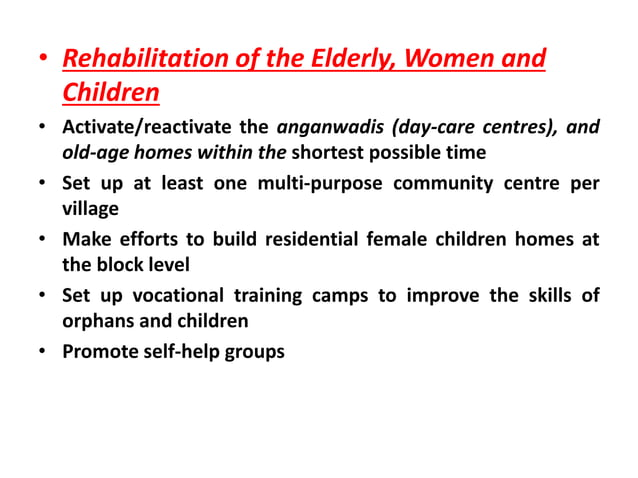 • Rehabilitation of the Elderly, Women and
Children
• Activate/reactivate the anganwadis (day-care centres), and
old-age homes within the shortest possible time
• Set up at least one multi-purpose community centre per
village
• Make efforts to build residential female children homes at
the block level
• Set up vocational training camps to improve the skills of
orphans and children
• Promote self-help groups